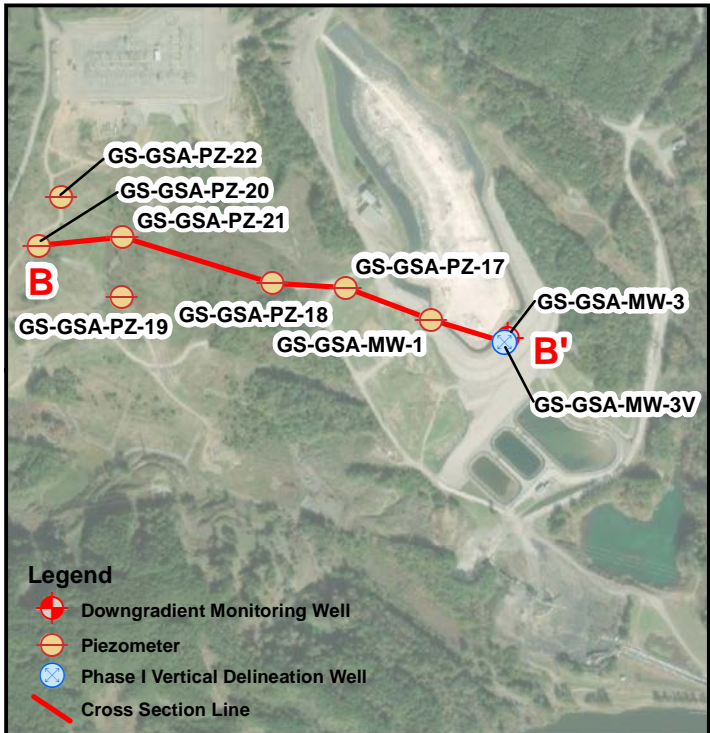 GS-GSA-PZ-22
GS-GSA-PZ-20
GS-GSA-PZ-21
B
GS-GSA-PZ-19
GS-GSA-PZ-18
GS-GSA-PZ-17
GS-GSA-MW-1
GS-GSA-MW-3
B'
GS-GSA-MW-3V
Legend
Downgradient Monitoring Well
Piezometer
Phase I Vertical Delineation Well
Cross Section Line